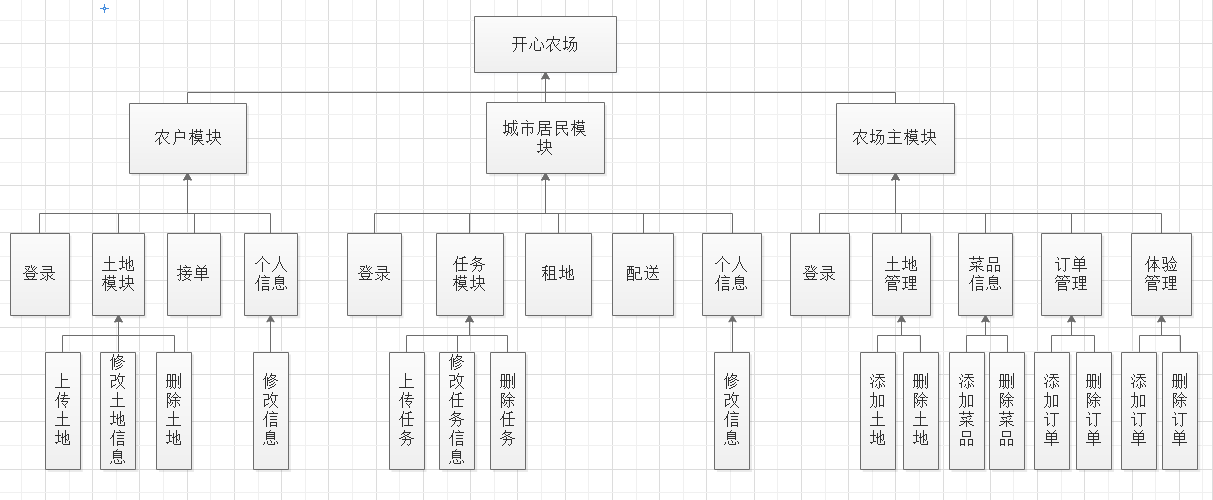 开心农场
农户模块
城市居民模
块
农场主模块
登录
土地
模块
接单
个人
信息
登录
任务
模块
租地
配送
个人
信息
登录
土地
管理
菜品
信息
订单
管理
体验
管理
上传土地
修改土地信息
删除土地
修改信息
上传任务
修改任务信息
删除任务
修改信息
添加土地
删除土地
添加菜品
删除菜品
添加订单
删除订单
添加订单
删除订单